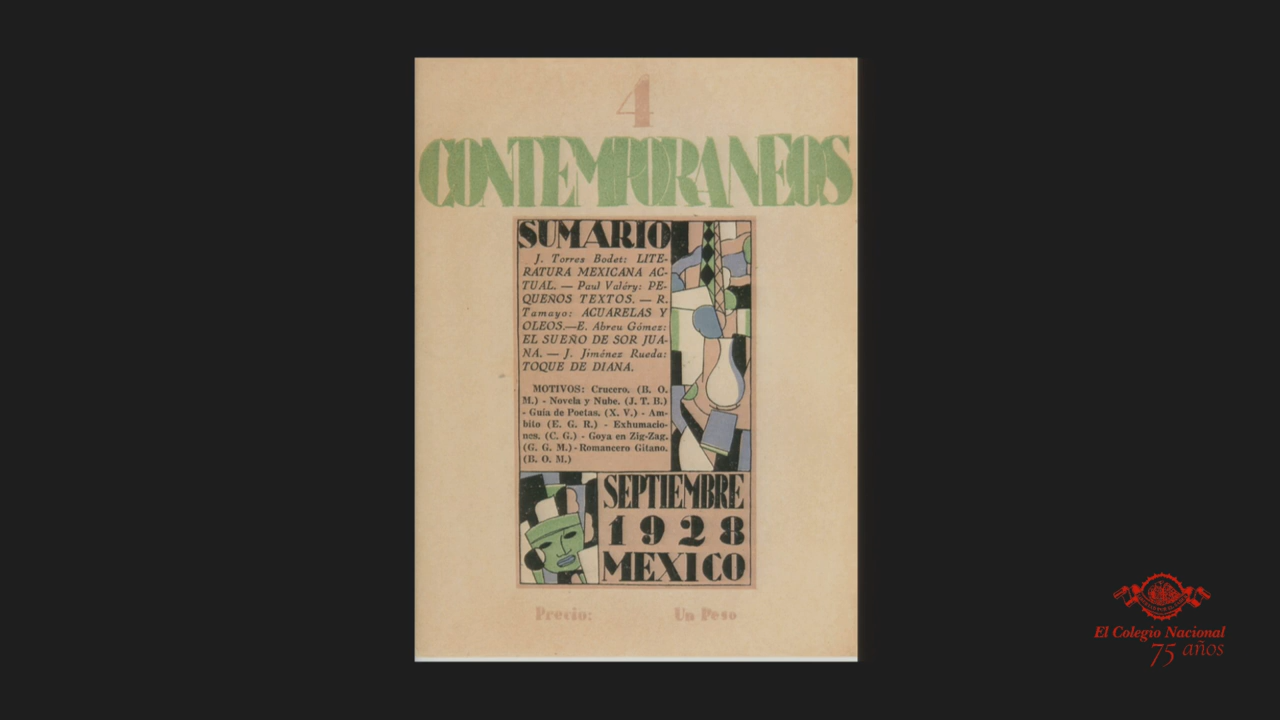 4
CONTEMPORANEOS
SUMARIO
J. Torres Bodet: LITE-
RATURA MEXICANA AC-
TUAL. — Paul Valéry: PE-
QUEÑOS TEXTOS. — R.
Tamayo: ACUARELAS Y
OLEOS.—E. Abreu Gómez:
EL SUEÑO DE SOR JUA-
NA. — J. Jiménez Rueda:
TOQUE DE DIANA.
MOTIVOS: Crucero. (B. O.
M.) - Novela y Nube. (J. T. B.)
- Guía de Poetas. (X. V.) - Am-
bito (E. G. R.) - Exhumacio-
nes. (C. G.) - Goya en Zig-Zag.
(G. G. M.) - Romancero Gitano.
(B. O. M.)
SEPTIEMBRE
1928
MEXICO
Precio: Un Peso
El Colegio Nacional
75 años